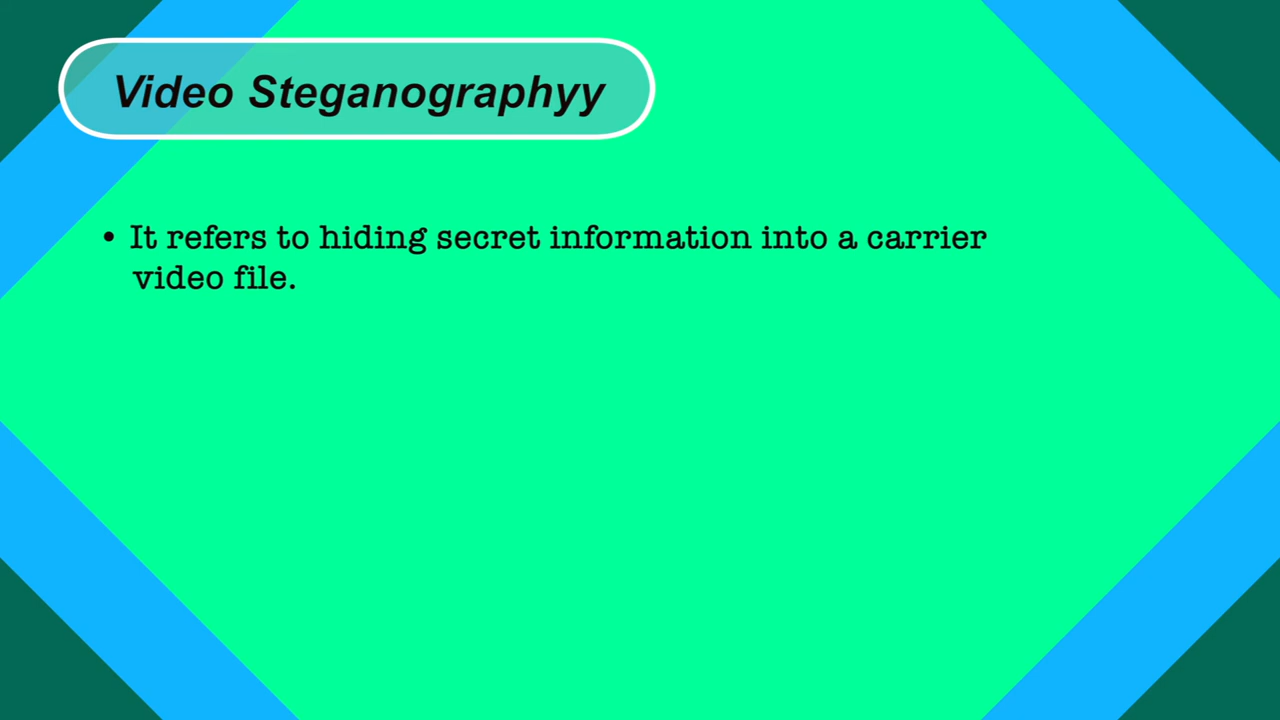 Video Steganographyy
• It refers to hiding secret information into a carrier
video file.